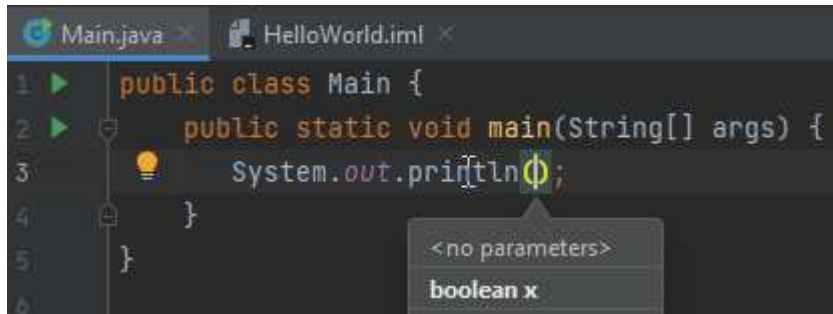 Main.java HelloWorld.iml
1 public class Main {
2 public static void main(String[] args) {
3 System.out.println();
4 }
5 }
6
<no parameters>
boolean x